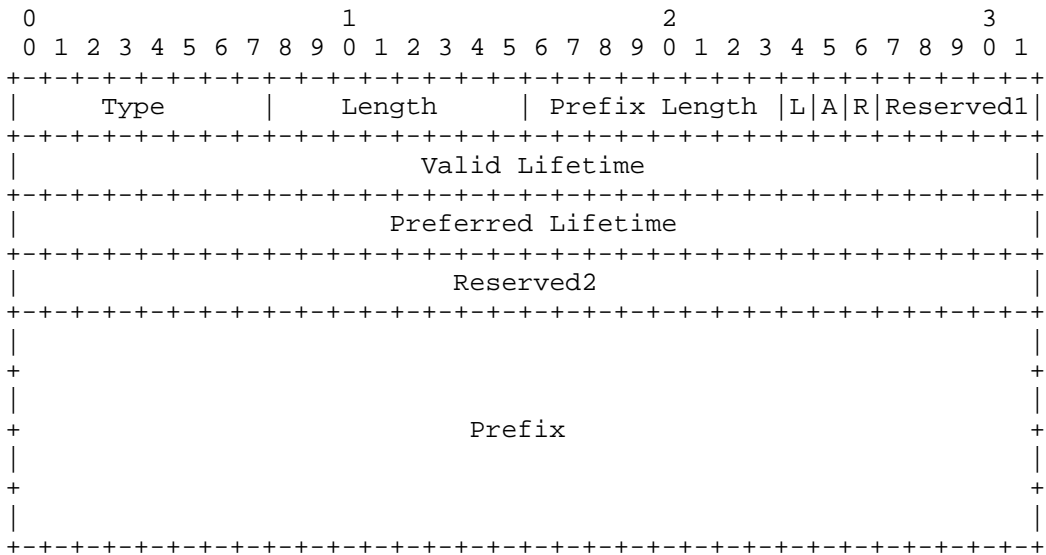 0                   1                   2                   3
 0 1 2 3 4 5 6 7 8 9 0 1 2 3 4 5 6 7 8 9 0 1 2 3 4 5 6 7 8 9 0 1
+-+-+-+-+-+-+-+-+-+-+-+-+-+-+-+-+-+-+-+-+-+-+-+-+-+-+-+-+-+-+-+-+
|     Type      |    Length     | Prefix Length |L|A|R|Reserved1|
+-+-+-+-+-+-+-+-+-+-+-+-+-+-+-+-+-+-+-+-+-+-+-+-+-+-+-+-+-+-+-+-+
|                         Valid Lifetime                        |
+-+-+-+-+-+-+-+-+-+-+-+-+-+-+-+-+-+-+-+-+-+-+-+-+-+-+-+-+-+-+-+-+
|                       Preferred Lifetime                      |
+-+-+-+-+-+-+-+-+-+-+-+-+-+-+-+-+-+-+-+-+-+-+-+-+-+-+-+-+-+-+-+-+
|                           Reserved2                           |
+-+-+-+-+-+-+-+-+-+-+-+-+-+-+-+-+-+-+-+-+-+-+-+-+-+-+-+-+-+-+-+-+
|                                                               |
+                                                               +
|                                                               |
+                            Prefix                             +
|                                                               |
+                                                               +
|                                                               |
+-+-+-+-+-+-+-+-+-+-+-+-+-+-+-+-+-+-+-+-+-+-+-+-+-+-+-+-+-+-+-+-+